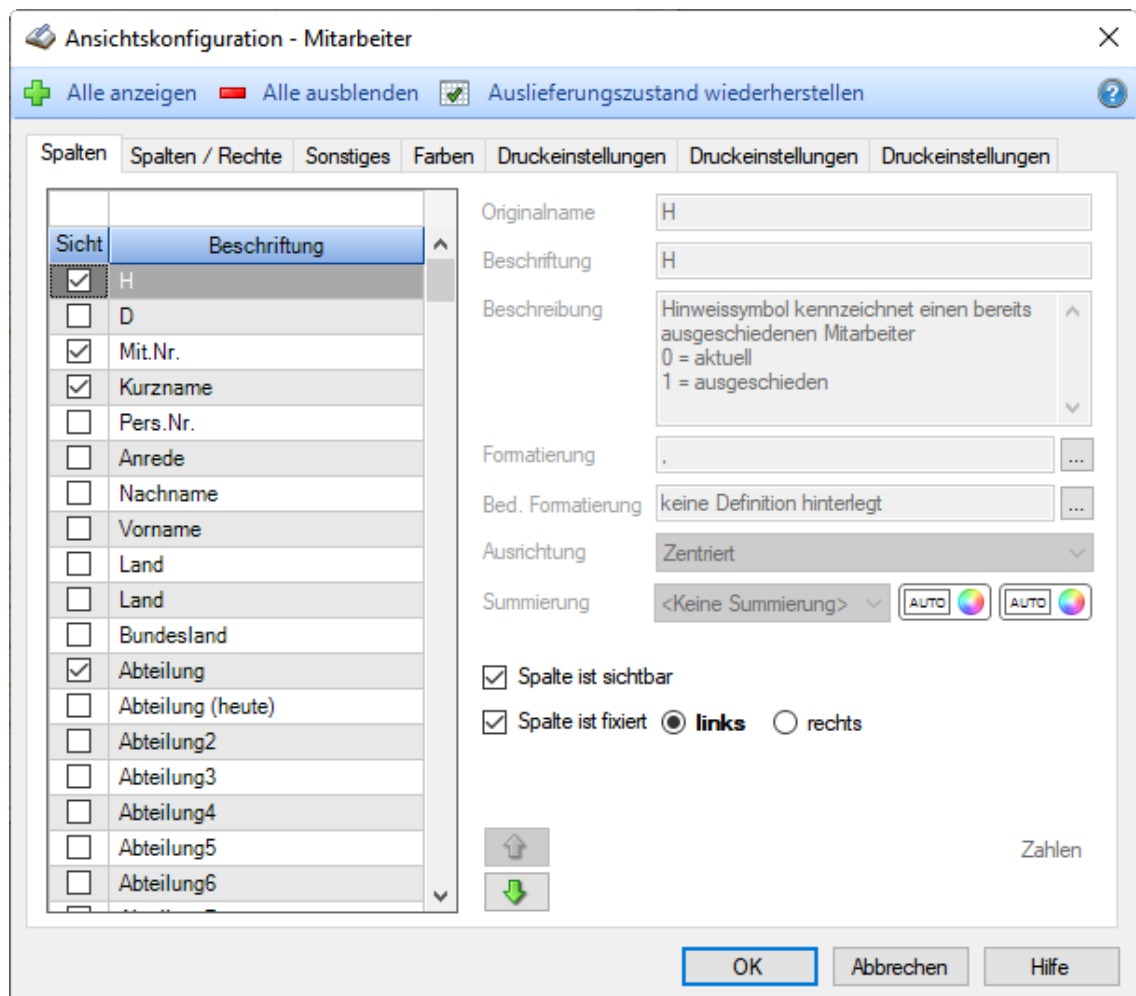 Ansichtskonfiguration - Mitarbeiter
Alle anzeigen Alle ausblenden Auslieferungszustand wiederherstellen
Spalten Spalten / Rechte Sonstiges Farben Druckeinstellungen Druckeinstellungen Druckeinstellungen
Sicht Beschriftung
H
D
Mit.Nr.
Kurzname
Pers.Nr.
Anrede
Nachname
Vorname
Land
Land
Bundesland
Abteilung
Abteilung (heute)
Abteilung2
Abteilung3
Abteilung4
Abteilung5
Abteilung6
Originalname H
Beschriftung H
Beschreibung Hinweissymbol kennzeichnet einen bereits
ausgeschiedenen Mitarbeiter
0 = aktuell
1 = ausgeschieden
Formatierung , ...
Bed. Formatierung keine Definition hinterlegt ...
Ausrichtung Zentriert
Summierung <Keine Summierung> AUTO AUTO
Spalte ist sichtbar
Spalte ist fixiert links rechts
Zahlen
OK Abbrechen Hilfe